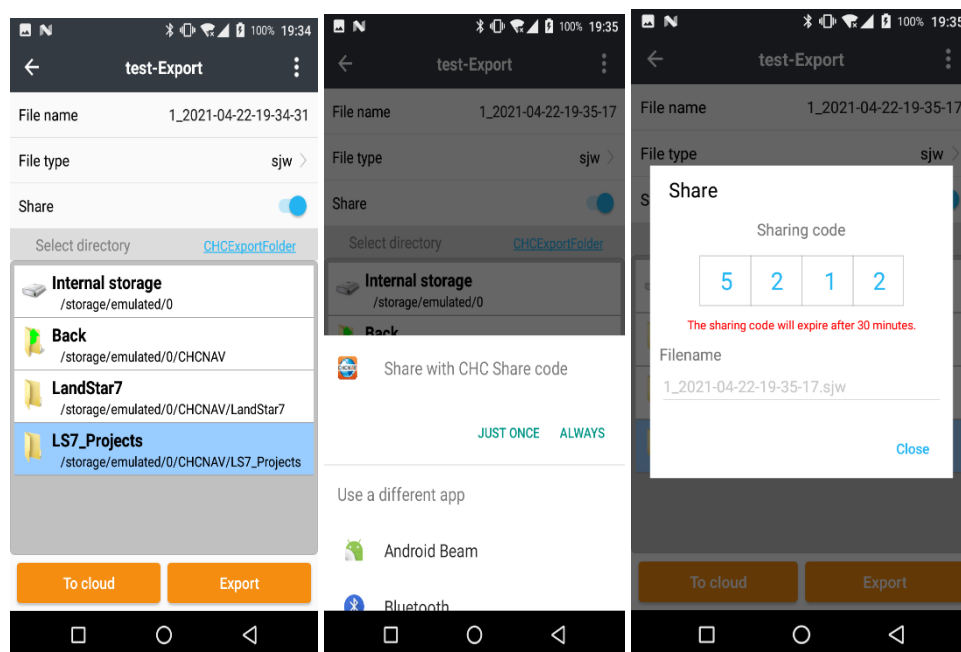 100% 19:34
test-Export
File name 1_2021-04-22-19-34-31
File type sjw
Share
Select directory CHCExportFolder
Internal storage
/storage/emulated/0
Back
/storage/emulated/0/CHCNAV
LandStar7
/storage/emulated/0/CHCNAV/LandStar7
LS7_Projects
/storage/emulated/0/CHCNAV/LS7_Projects
To cloud Export
100% 19:35
test-Export
File name 1_2021-04-22-19-35-17
File type sjw
Share
Select directory CHCExportFolder
Internal storage
/storage/emulated/0
Back
Share with CHC Share code
JUST ONCE ALWAYS
Use a different app
Android Beam
Bluetooth
100% 19:35
test-Export
File name 1_2021-04-22-19-35-17
File type sjw
S
Share
Sharing code
5 2 1 2
The sharing code will expire after 30 minutes.
Filename
1_2021-04-22-19-35-17.sjw
Close
To cloud Export